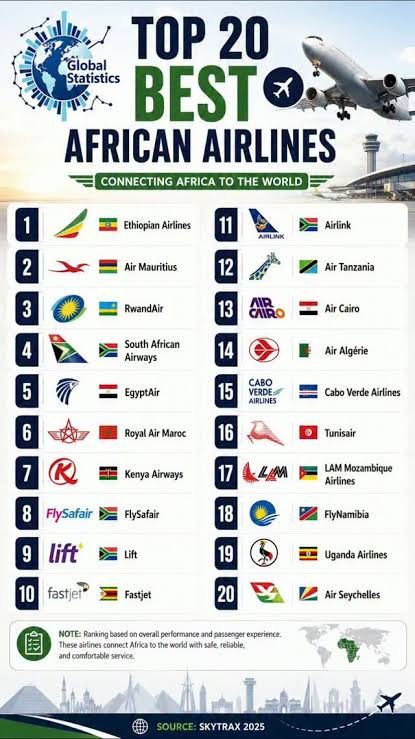 Global
Statistics
TOP 20
BEST
AFRICAN AIRLINES
CONNECTING AFRICA TO THE WORLD
1 Ethiopian Airlines
2 Air Mauritius
3 RwandAir
4 South African
Airways
5 EgyptAir
6 Royal Air Maroc
7 Kenya Airways
8 FlySafair FlySafair
9 lift Lift
10 fastjet Fastjet
11 AIRLINK Airlink
12 Air Tanzania
13 AIR
CAIRO Air Cairo
14 Air Algérie
15 CABO
VERDE
AIRLINES Cabo Verde Airlines
16 Tunisair
17 LAM LAM Mozambique
Airlines
18 FlyNamibia
19 Uganda Airlines
20 Air Seychelles
NOTE: Ranking based on overall performance and passenger experience.
These airlines connect Africa to the world with safe, reliable,
and comfortable service.
SOURCE: SKYTRAX 2025